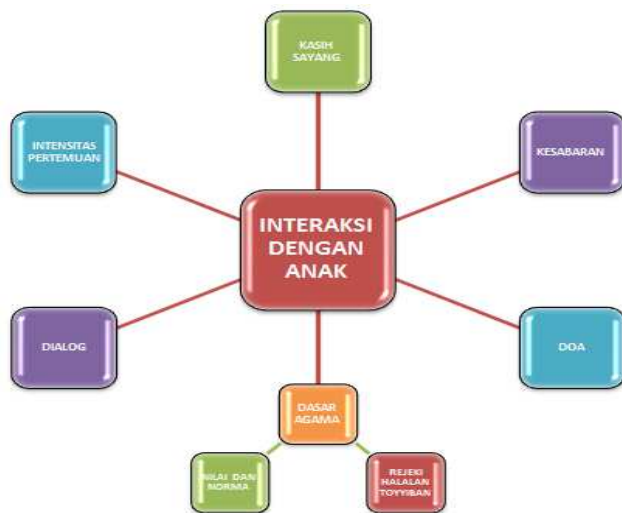 KASIH
SAYANG
INTENSITAS
PERTEMUAN
KESABARAN
INTERAKSI
DENGAN
ANAK
DIALOG
DOA
DASAR
AGAMA
NILAI DAN
NORMA
REJEKI
HALALAN
TOYYIBAN